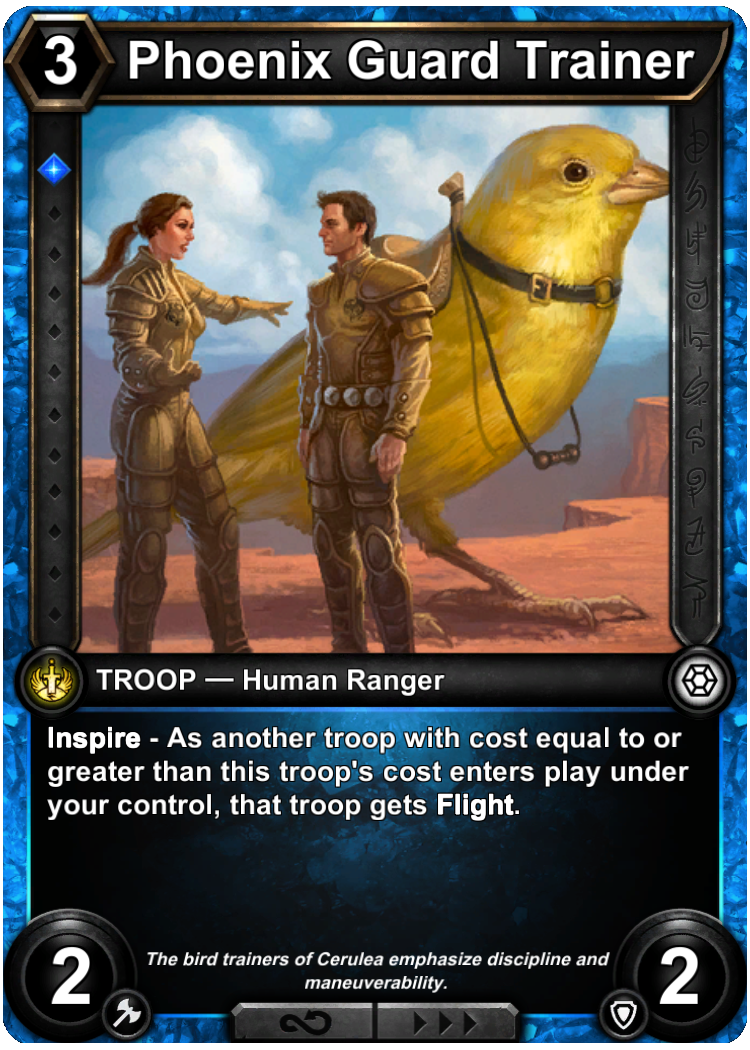 3 Phoenix Guard Trainer
TROOP — Human Ranger
Inspire - As another troop with cost equal to or
greater than this troop's cost enters play under
your control, that troop gets Flight.
The bird trainers of Cerulea emphasize discipline and
maneuverability.
2 2